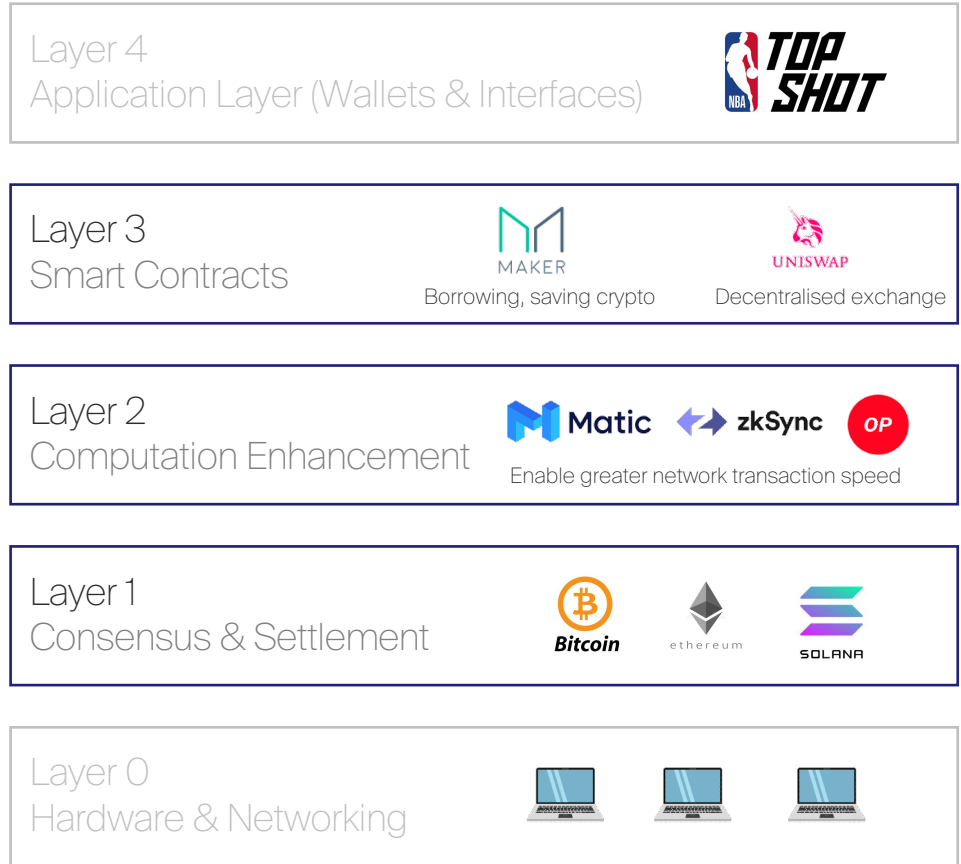 Layer 4
Application Layer (Wallets & Interfaces)
NBA
TOP
SHOT
Layer 3
Smart Contracts
MAKER
Borrowing, saving crypto
UNISWAP
Decentralised exchange
Layer 2
Computation Enhancement
Matic
zkSync
OP
Enable greater network transaction speed
Layer 1
Consensus & Settlement
Bitcoin
ethereum
SOLANA
Layer 0
Hardware & Networking